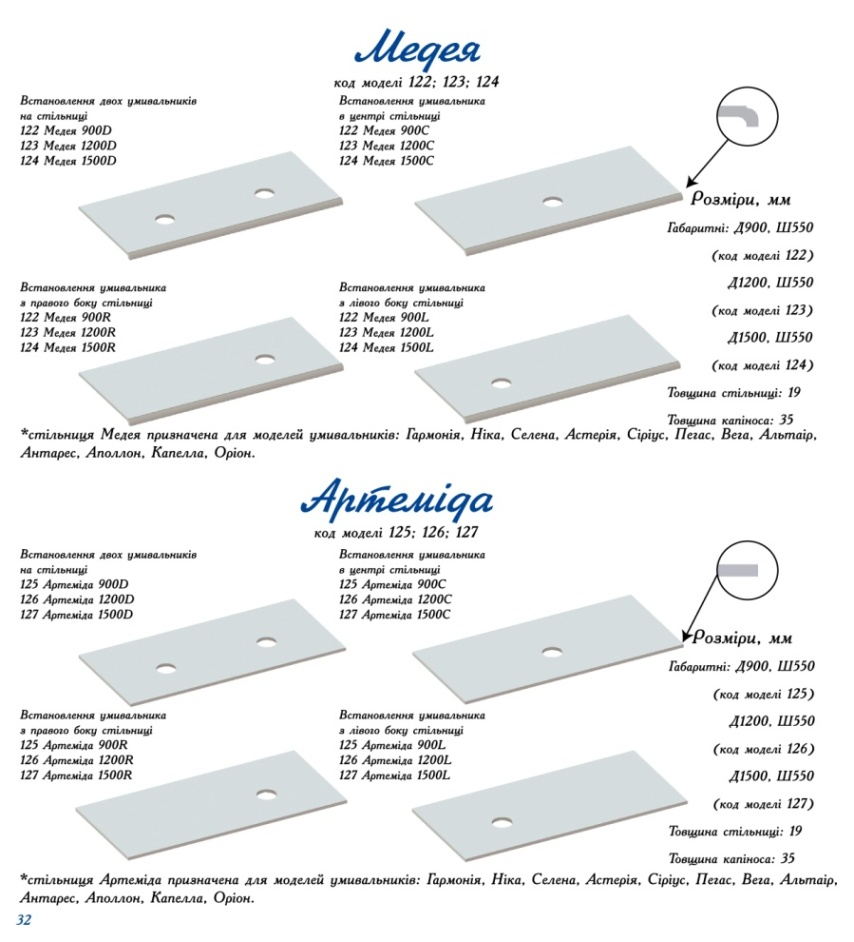 Медея
код моделі 122; 123; 124
Встановлення двох умивальників
на стільниці
122 Медея 900D
123 Медея 1200D
124 Медея 1500D
Встановлення умивальника
в центрі стільниці
122 Медея 900C
123 Медея 1200C
124 Медея 1500C
Розміри, мм
Габаритні: Д900, Ш550
(код моделі 122)
Д1200, Ш550
(код моделі 123)
Д1500, Ш550
(код моделі 124)
Товщина стільниці: 19
Товщина капіноса: 35
Встановлення умивальника
з правого боку стільниці
122 Медея 900R
123 Медея 1200R
124 Медея 1500R
Встановлення умивальника
з лівого боку стільниці
122 Медея 900L
123 Медея 1200L
124 Медея 1500L
*стільниця Медея призначена для моделей умивальників: Гармонія, Ніка, Селена, Астерія, Сіріус, Пегас, Вега, Альтаір,
Антарес, Аполлон, Капелла, Оріон.
Артеміда
код моделі 125; 126; 127
Встановлення двох умивальників
на стільниці
125 Артеміда 900D
126 Артеміда 1200D
127 Артеміда 1500D
Встановлення умивальника
в центрі стільниці
125 Артеміда 900C
126 Артеміда 1200C
127 Артеміда 1500C
Розміри, мм
Габаритні: Д900, Ш550
(код моделі 125)
Д1200, Ш550
(код моделі 126)
Д1500, Ш550
(код моделі 127)
Товщина стільниці: 19
Товщина капіноса: 35
Встановлення умивальника
з правого боку стільниці
125 Артеміда 900R
126 Артеміда 1200R
127 Артеміда 1500R
Встановлення умивальника
з лівого боку стільниці
125 Артеміда 900L
126 Артеміда 1200L
127 Артеміда 1500L
*стільниця Артеміда призначена для моделей умивальників: Гармонія, Ніка, Селена, Астерія, Сіріус, Пегас, Вега, Альтаір,
Антарес, Аполлон, Капелла, Оріон.
32